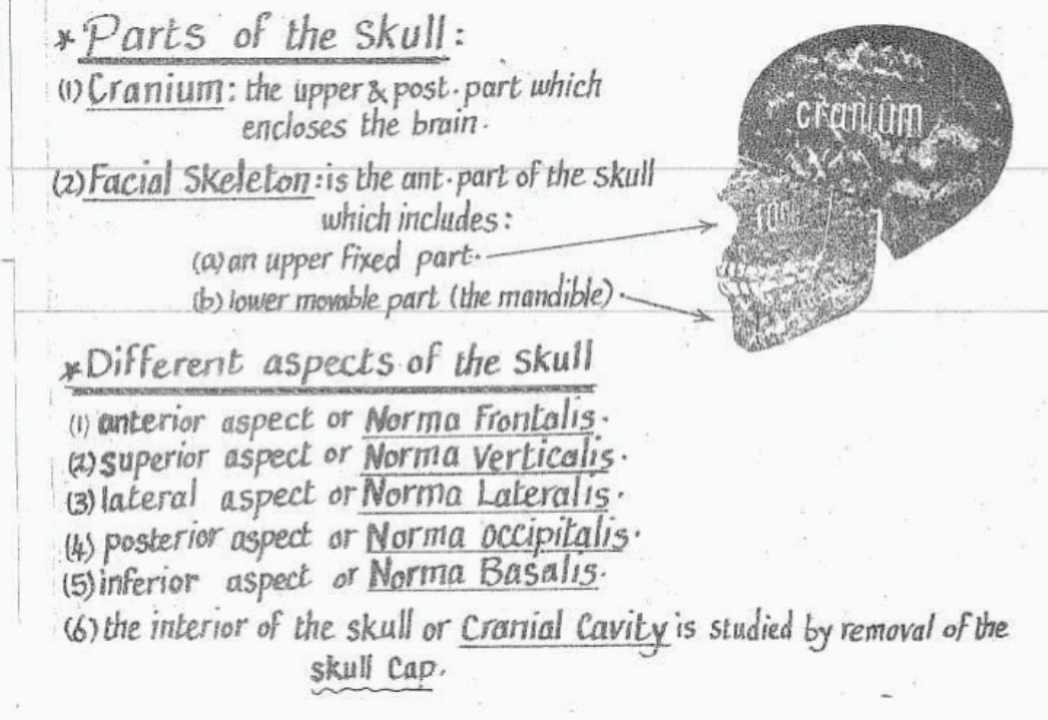 * Parts of the Skull:
(1) Cranium: the upper & post. part which
encloses the brain.
cranium
(2) Facial Skeleton: is the ant. part of the skull
which includes:
(a) an upper fixed part.
(b) lower movable part (the mandible).
* Different aspects of the skull
(1) anterior aspect or Norma Frontalis.
(2) superior aspect or Norma Verticalis.
(3) lateral aspect or Norma Lateralis.
(4) posterior aspect or Norma occipitalis.
(5) inferior aspect or Norma Basalis.
(6) the interior of the skull or Cranial Cavity is studied by removal of the
skull Cap.